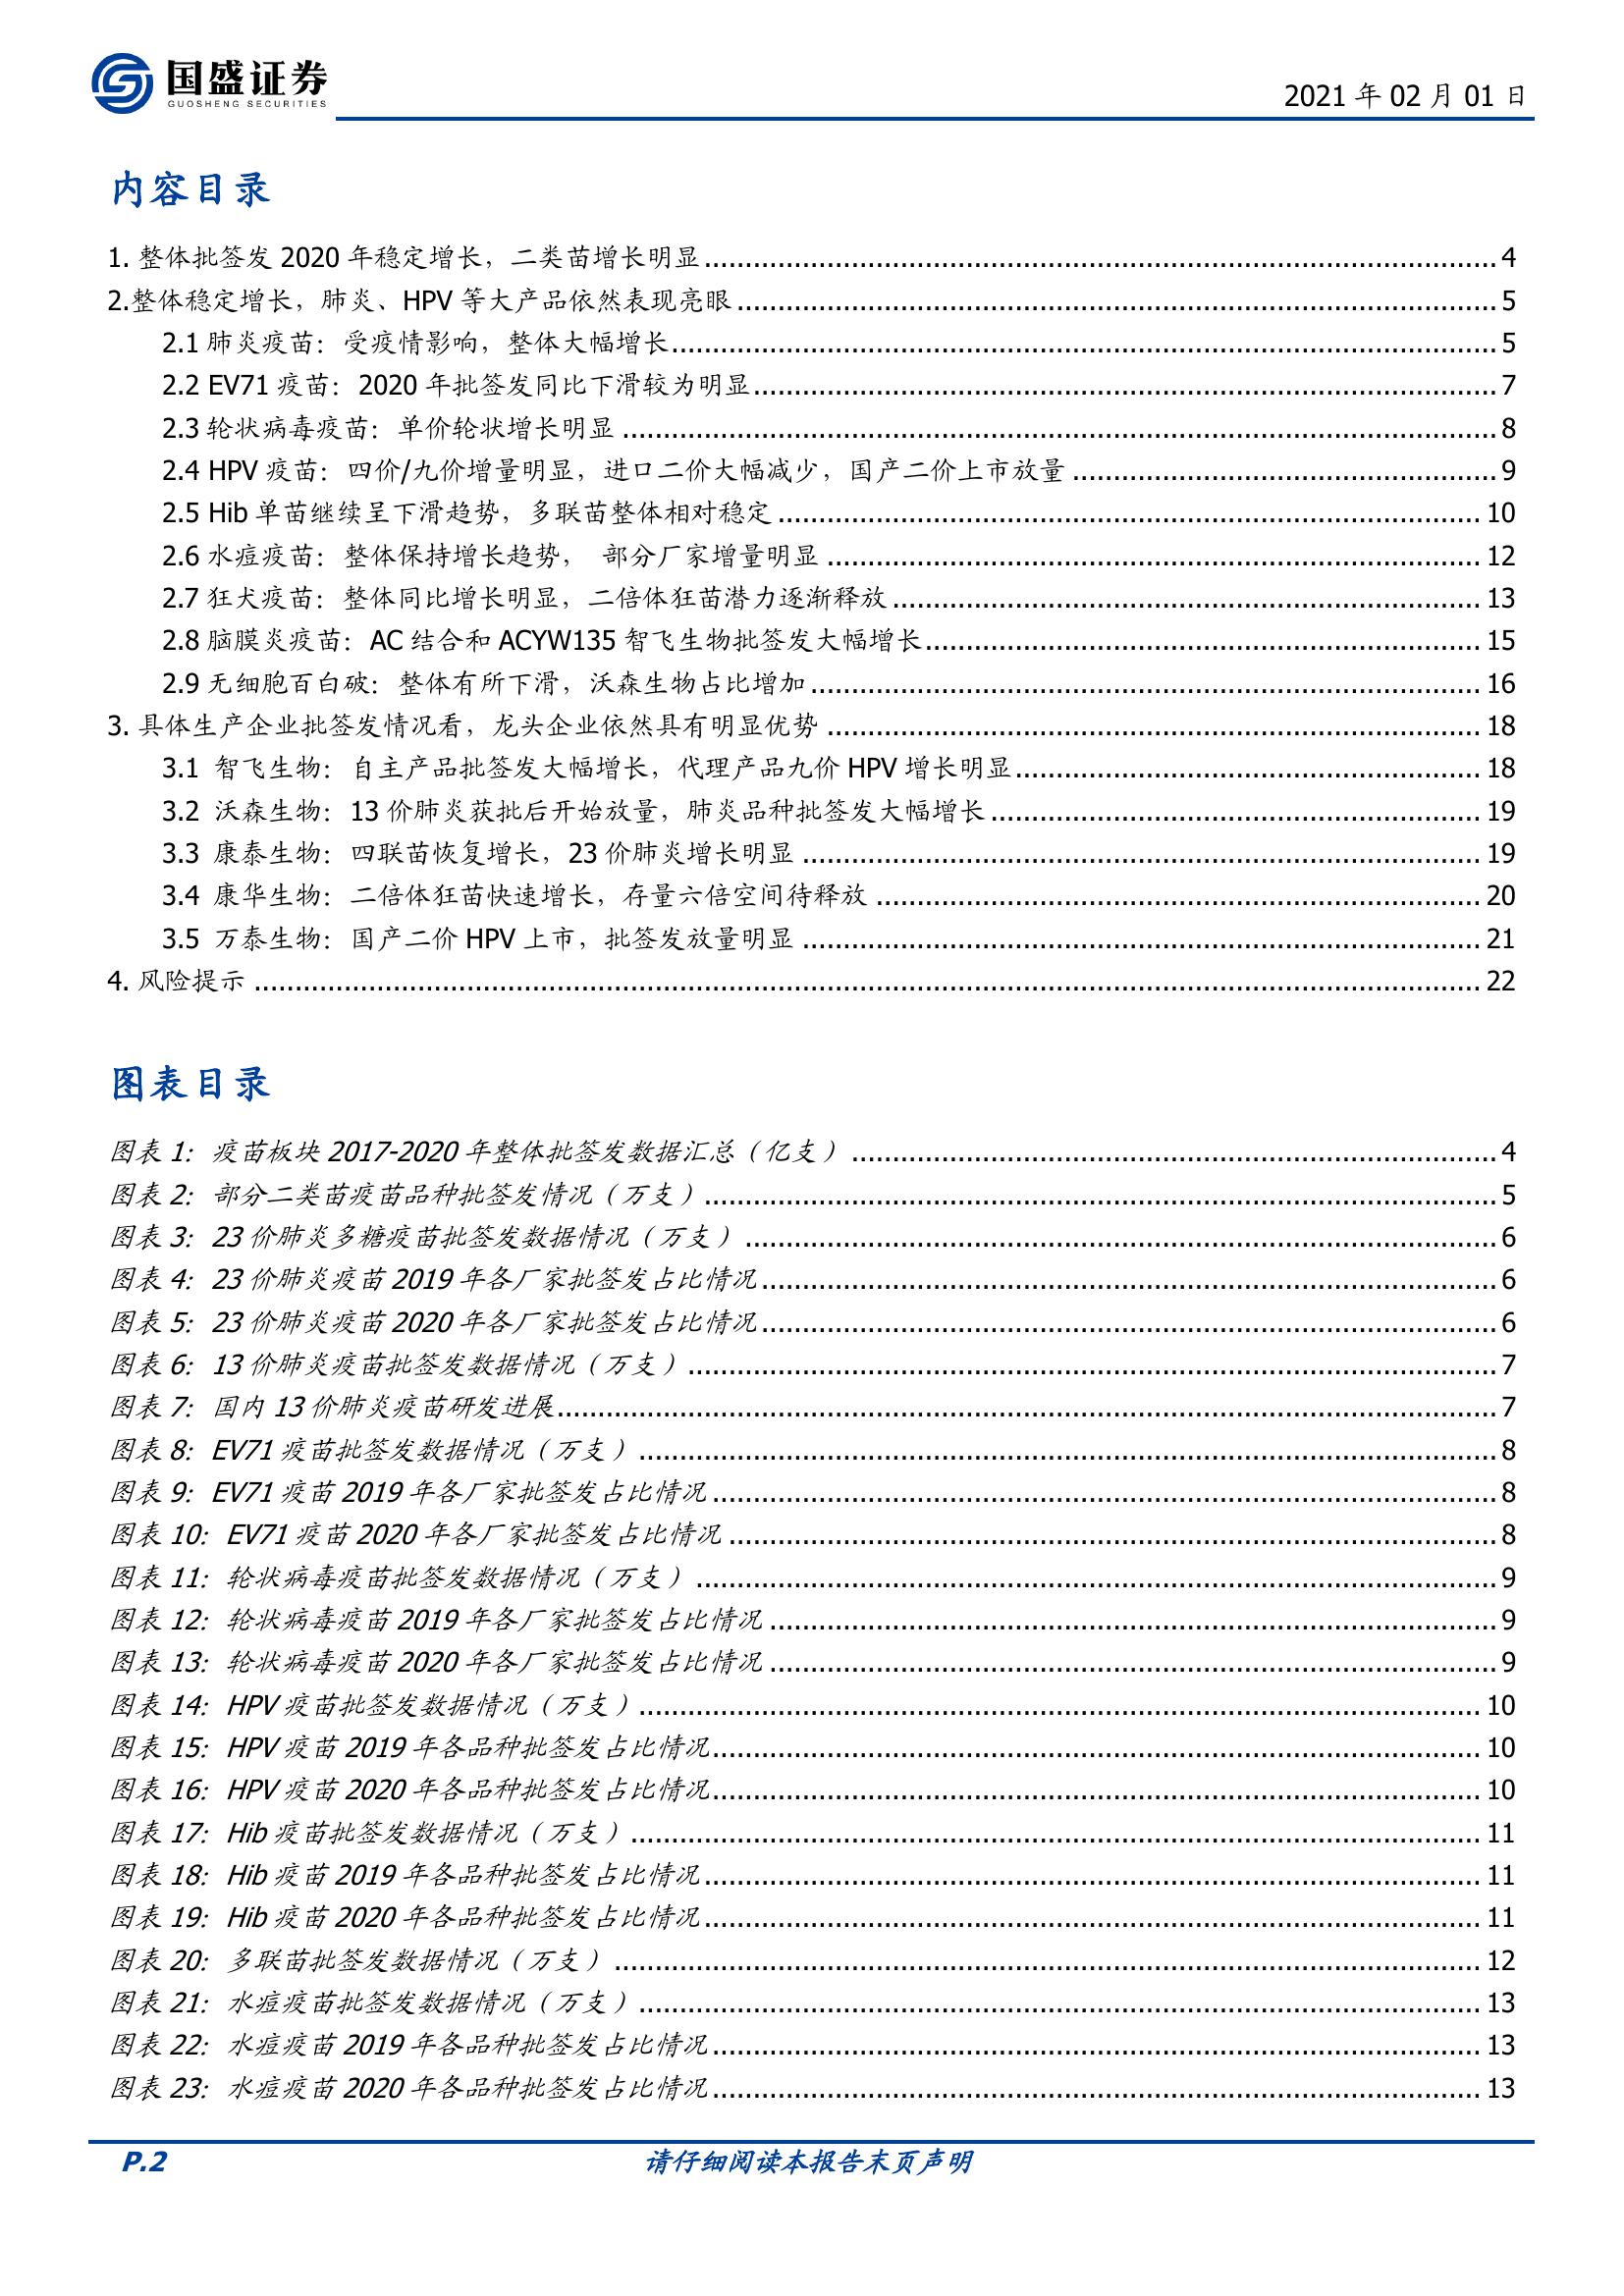 国盛证券
GUOSHENG SECURITIES
2021 年 02 月 01 日
内容目录
1. 整体批签发 2020 年稳定增长，二类苗增长明显 4
2.整体稳定增长，肺炎、HPV 等大产品依然表现亮眼 5
2.1 肺炎疫苗：受疫情影响，整体大幅增长 5
2.2 EV71 疫苗：2020 年批签发同比下滑较为明显 7
2.3 轮状病毒疫苗：单价轮状增长明显 8
2.4 HPV 疫苗：四价/九价增量明显，进口二价大幅减少，国产二价上市放量 9
2.5 Hib 单苗继续呈下滑趋势，多联苗整体相对稳定 10
2.6 水痘疫苗：整体保持增长趋势， 部分厂家增量明显 12
2.7 狂犬疫苗：整体同比增长明显，二倍体狂苗潜力逐渐释放 13
2.8 脑膜炎疫苗：AC 结合和 ACYW135 智飞生物批签发大幅增长 15
2.9 无细胞百白破：整体有所下滑，沃森生物占比增加 16
3. 具体生产企业批签发情况看，龙头企业依然具有明显优势 18
3.1 智飞生物：自主产品批签发大幅增长，代理产品九价 HPV 增长明显 18
3.2 沃森生物：13 价肺炎获批后开始放量，肺炎品种批签发大幅增长 19
3.3 康泰生物：四联苗恢复增长，23 价肺炎增长明显 19
3.4 康华生物：二倍体狂苗快速增长，存量六倍空间待释放 20
3.5 万泰生物：国产二价 HPV 上市，批签发放量明显 21
4. 风险提示 22
图表目录
图表 1：疫苗板块 2017-2020 年整体批签发数据汇总（亿支） 4
图表 2：部分二类苗疫苗品种批签发情况（万支） 5
图表 3：23 价肺炎多糖疫苗批签发数据情况（万支） 6
图表 4：23 价肺炎疫苗 2019 年各厂家批签发占比情况 6
图表 5：23 价肺炎疫苗 2020 年各厂家批签发占比情况 6
图表 6：13 价肺炎疫苗批签发数据情况（万支） 7
图表 7：国内 13 价肺炎疫苗研发进展 7
图表 8：EV71 疫苗批签发数据情况（万支） 8
图表 9：EV71 疫苗 2019 年各厂家批签发占比情况 8
图表 10：EV71 疫苗 2020 年各厂家批签发占比情况 8
图表 11：轮状病毒疫苗批签发数据情况（万支） 9
图表 12：轮状病毒疫苗 2019 年各厂家批签发占比情况 9
图表 13：轮状病毒疫苗 2020 年各厂家批签发占比情况 9
图表 14：HPV 疫苗批签发数据情况（万支） 10
图表 15：HPV 疫苗 2019 年各品种批签发占比情况 10
图表 16：HPV 疫苗 2020 年各品种批签发占比情况 10
图表 17：Hib 疫苗批签发数据情况（万支） 11
图表 18：Hib 疫苗 2019 年各品种批签发占比情况 11
图表 19：Hib 疫苗 2020 年各品种批签发占比情况 11
图表 20：多联苗批签发数据情况（万支） 12
图表 21：水痘疫苗批签发数据情况（万支） 13
图表 22：水痘疫苗 2019 年各品种批签发占比情况 13
图表 23：水痘疫苗 2020 年各品种批签发占比情况 13
P.2
请仔细阅读本报告末页声明